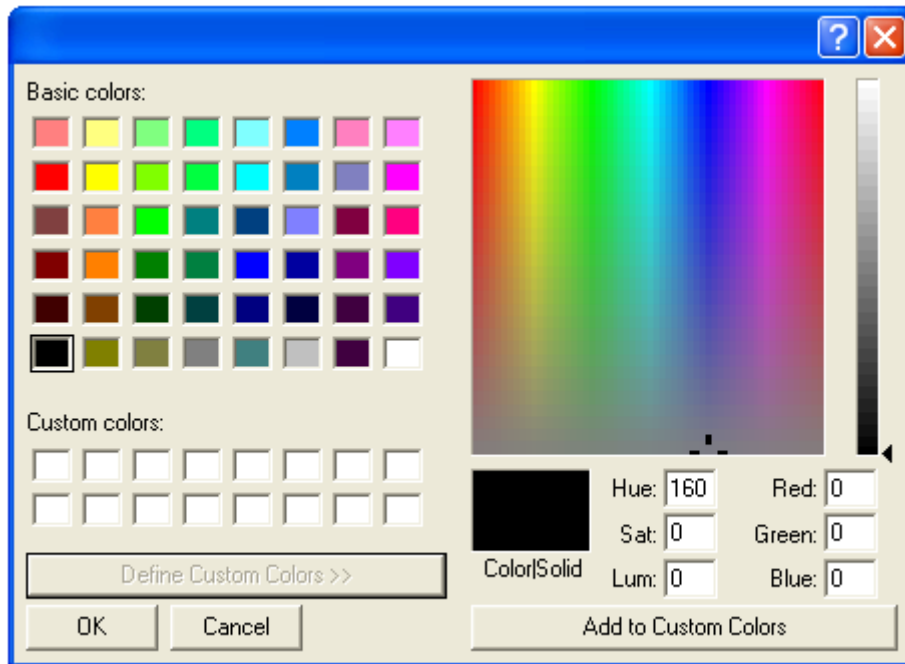 ?
Basic colors:
Custom colors:
Define Custom Colors >>
OK Cancel
Color|Solid
Hue: 160 Red: 0
Sat: 0 Green: 0
Lum: 0 Blue: 0
Add to Custom Colors